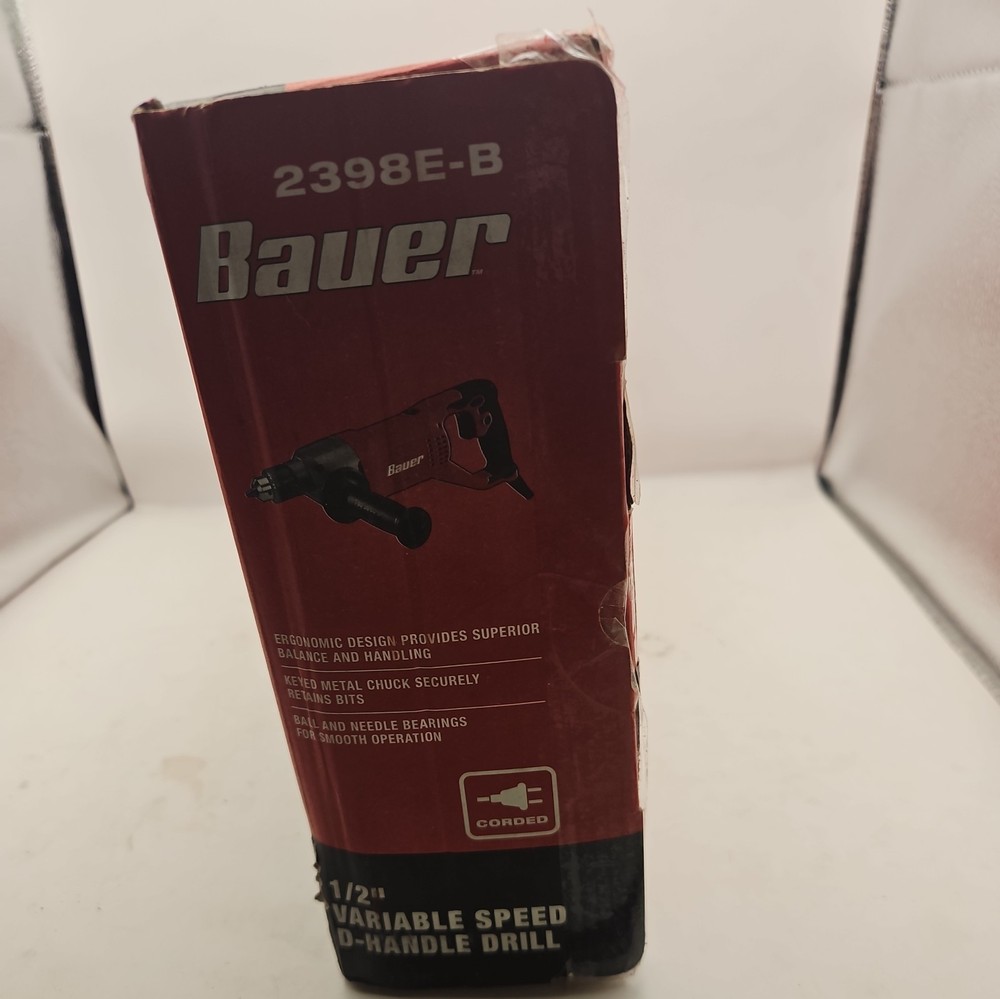 2398E-B
Bauer™
Bauer
ERGONOMIC DESIGN PROVIDES SUPERIOR
BALANCE AND HANDLING
KEYED METAL CHUCK SECURELY
RETAINS BITS
BALL AND NEEDLE BEARINGS
FOR SMOOTH OPERATION
CORDED
1/2"
VARIABLE SPEED
D-HANDLE DRILL